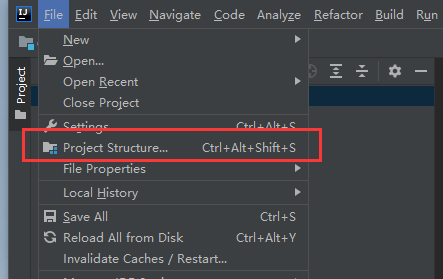 IJ File Edit View Navigate Code Analyze Refactor Build Run
New
Open...
Open Recent
Close Project
Settings... Ctrl+Alt+S
Project Structure... Ctrl+Alt+Shift+S
File Properties
Local History
Save All Ctrl+S
Reload All from Disk Ctrl+Alt+Y
Invalidate Caches / Restart...
Project